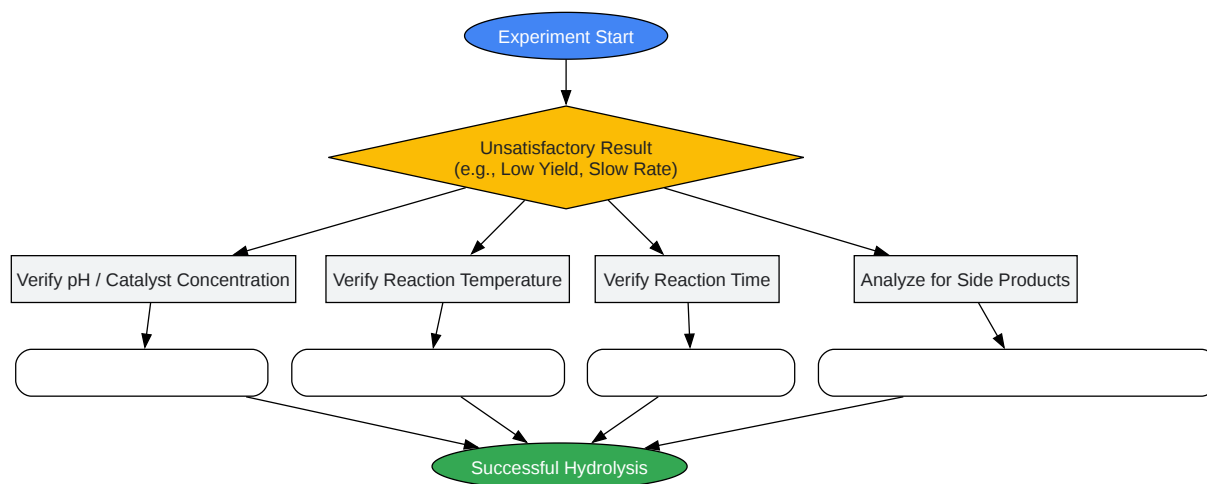 Experiment Start
Unsatisfactory Result
(e.g., Low Yield, Slow Rate)
Verify pH / Catalyst Concentration
Verify Reaction Temperature
Verify Reaction Time
Analyze for Side Products
Successful Hydrolysis